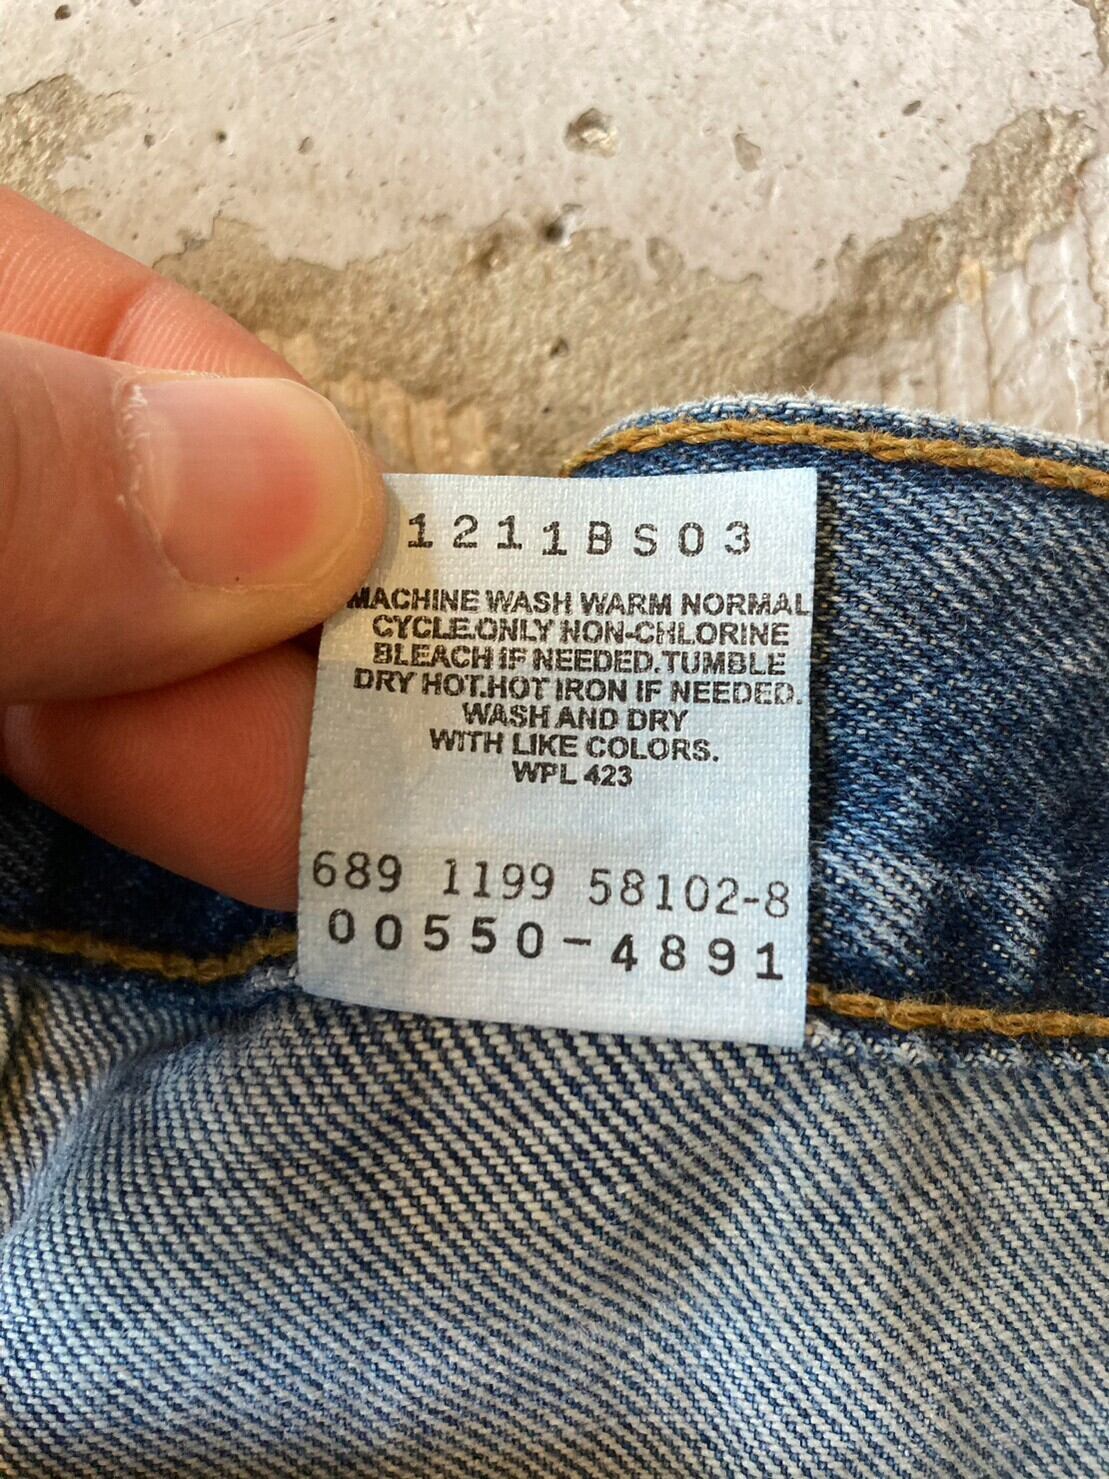 1211BS03
MACHINE WASH WARM NORMAL
CYCLE.ONLY NON-CHLORINE
BLEACH IF NEEDED.TUMBLE
DRY HOT.HOT IRON IF NEEDED.
WASH AND DRY
WITH LIKE COLORS.
WPL 423
689 1199 58102-8
00550-4891